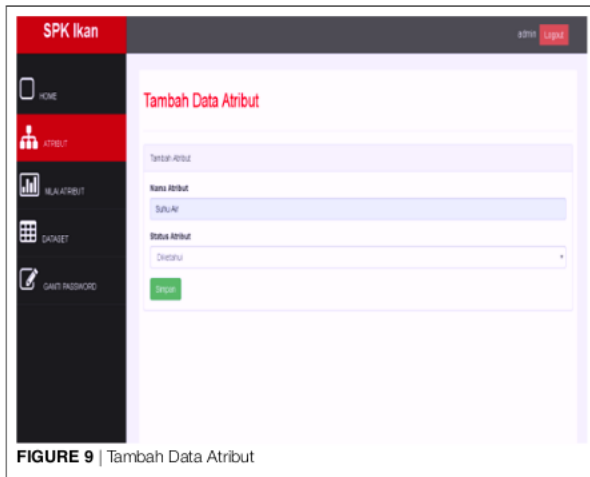 SPK Ikan
admin Logout
HOME
ATRIBUT
NILAI ATRIBUT
DATASET
GANTI PASSWORD
Tambah Data Atribut
Tambah Atribut
Nama Atribut
Suhu Air
Status Atribut
Diketahui
Simpan
FIGURE 9 | Tambah Data Atribut